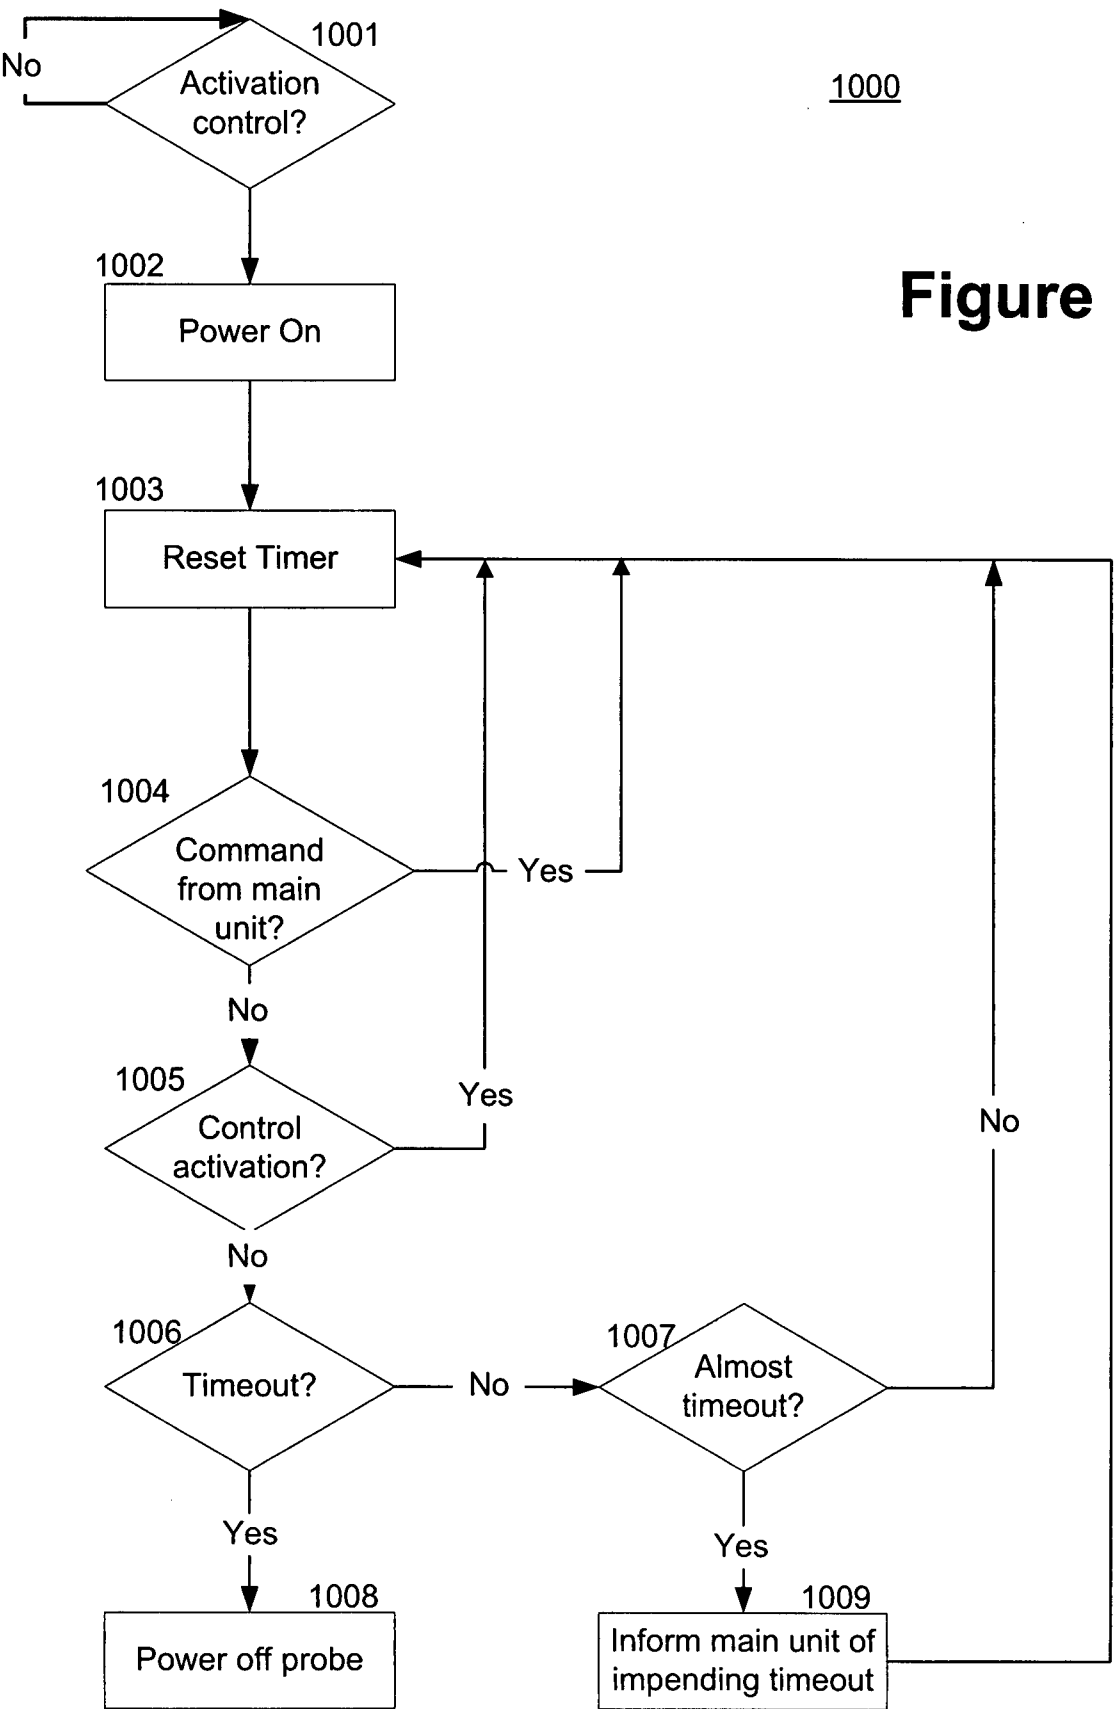 1001
No
Activation
control?
1000
1002
Power On
Figure
1003
Reset Timer
1004
Command
from main
unit?
Yes
No
1005
Control
activation?
Yes
No
No
1006
Timeout?
No
1007
Almost
timeout?
Yes
Yes
1008
Power off probe
1009
Inform main unit of
impending timeout